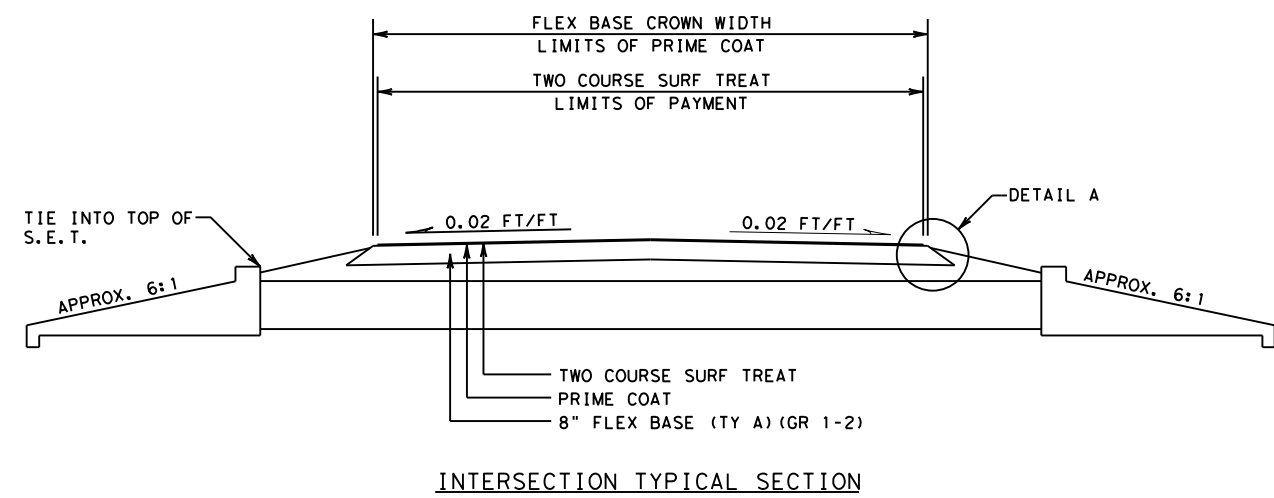 FLEX BASE CROWN WIDTH
LIMITS OF PRIME COAT
TWO COURSE SURF TREAT
LIMITS OF PAYMENT
DETAIL A
TIE INTO TOP OF
S.E.T.
0.02 FT/FT
0.02 FT/FT
APPROX. 6:1
APPROX. 6:1
TWO COURSE SURF TREAT
PRIME COAT
8" FLEX BASE (TY A)(GR 1-2)
INTERSECTION TYPICAL SECTION